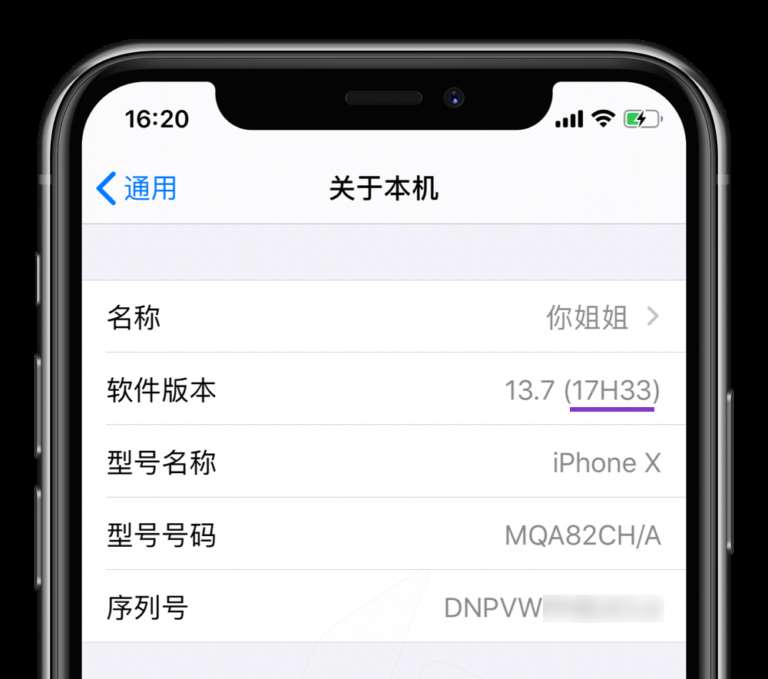 16:20
通用
关于本机
名称 你姐姐
软件版本 13.7 (17H33)
型号名称 iPhone X
型号号码 MQA82CH/A
序列号 DNPVW